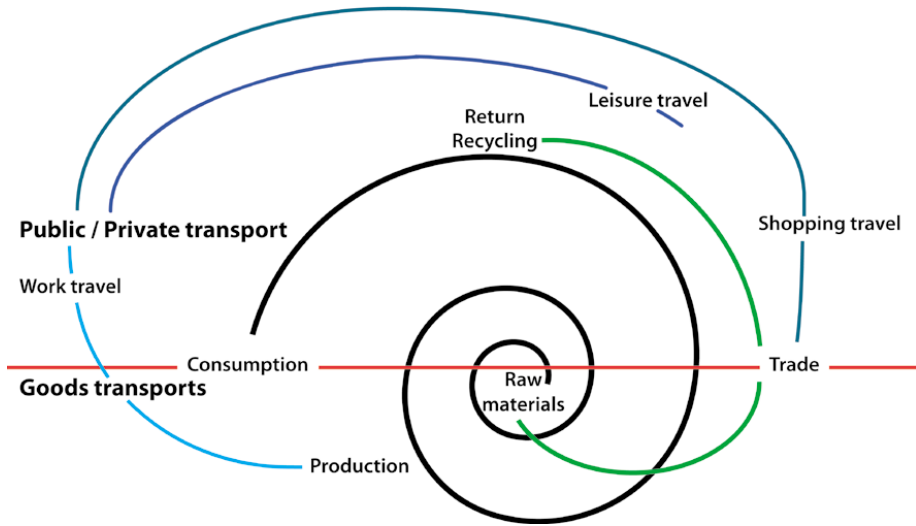 Leisure travel
Return
Recycling
Public / Private transport
Shopping travel
Work travel
Consumption
Trade
Goods transports
Raw
materials
Production